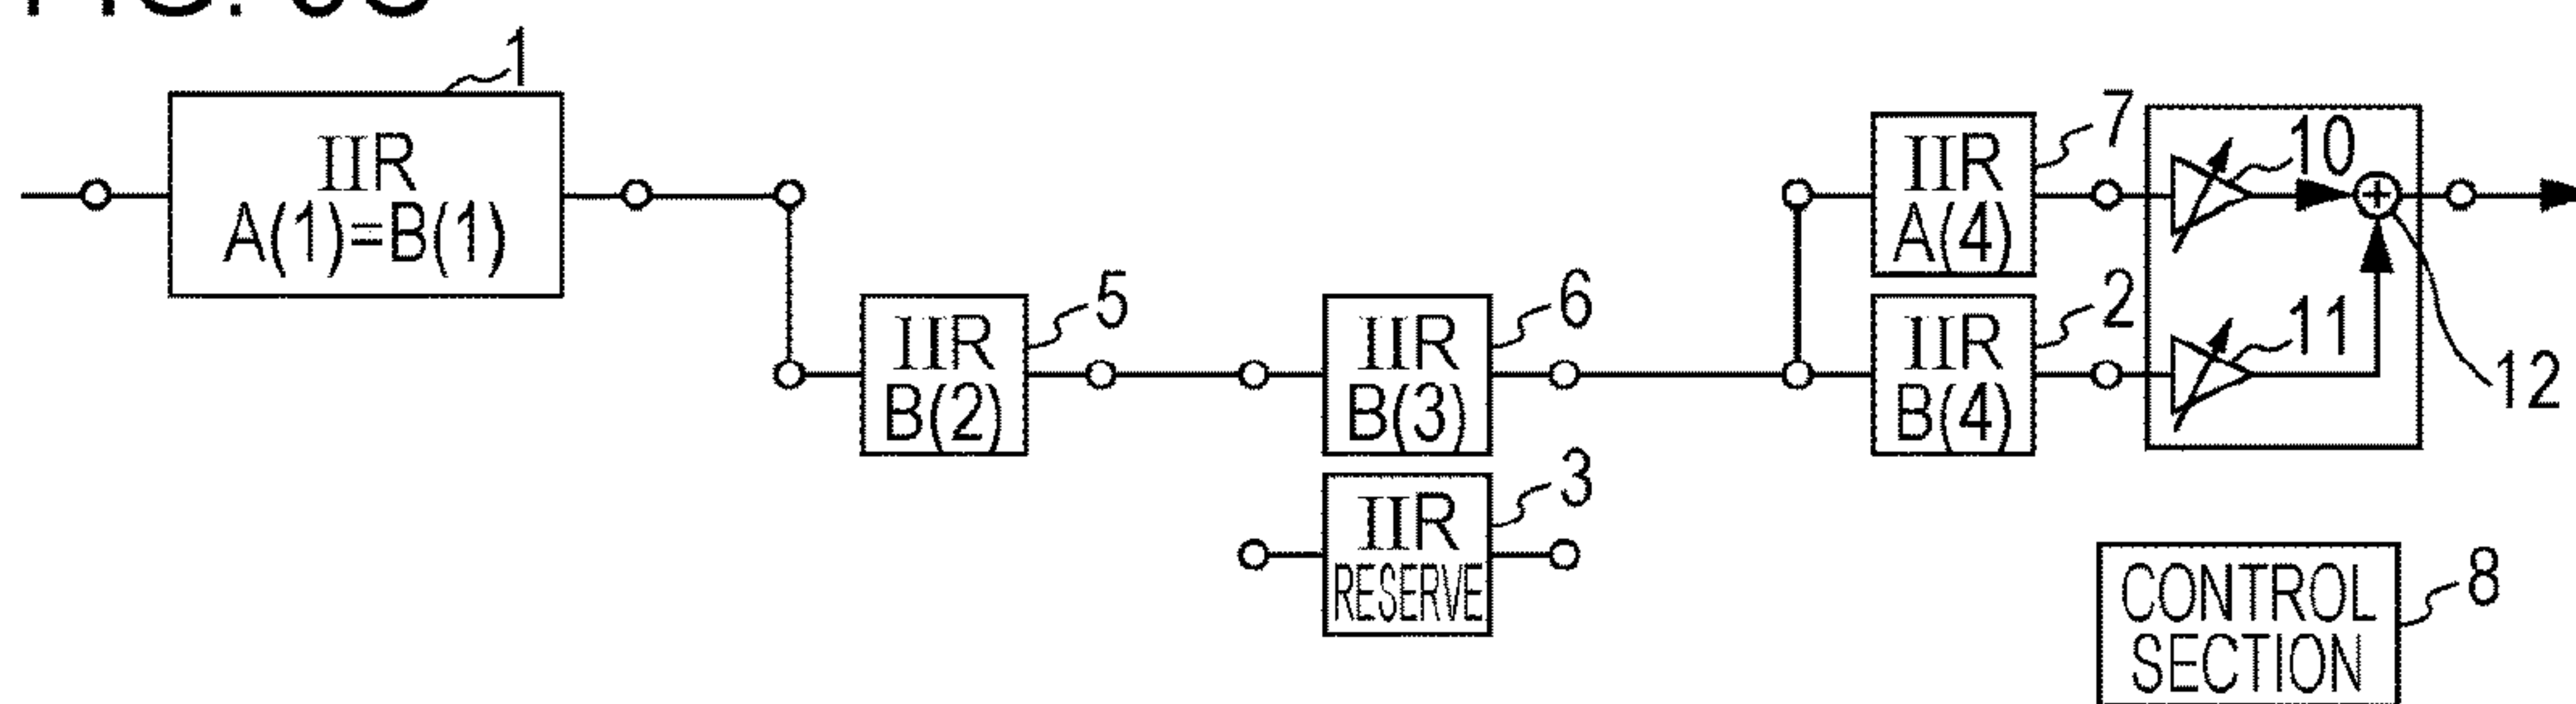 1
IIR
A(1)=B(1)
5
IIR
B(2)
6
IIR
B(3)
3
IIR
RESERVE
7
IIR
A(4)
2
IIR
B(4)
10
11
12
8
CONTROL
SECTION